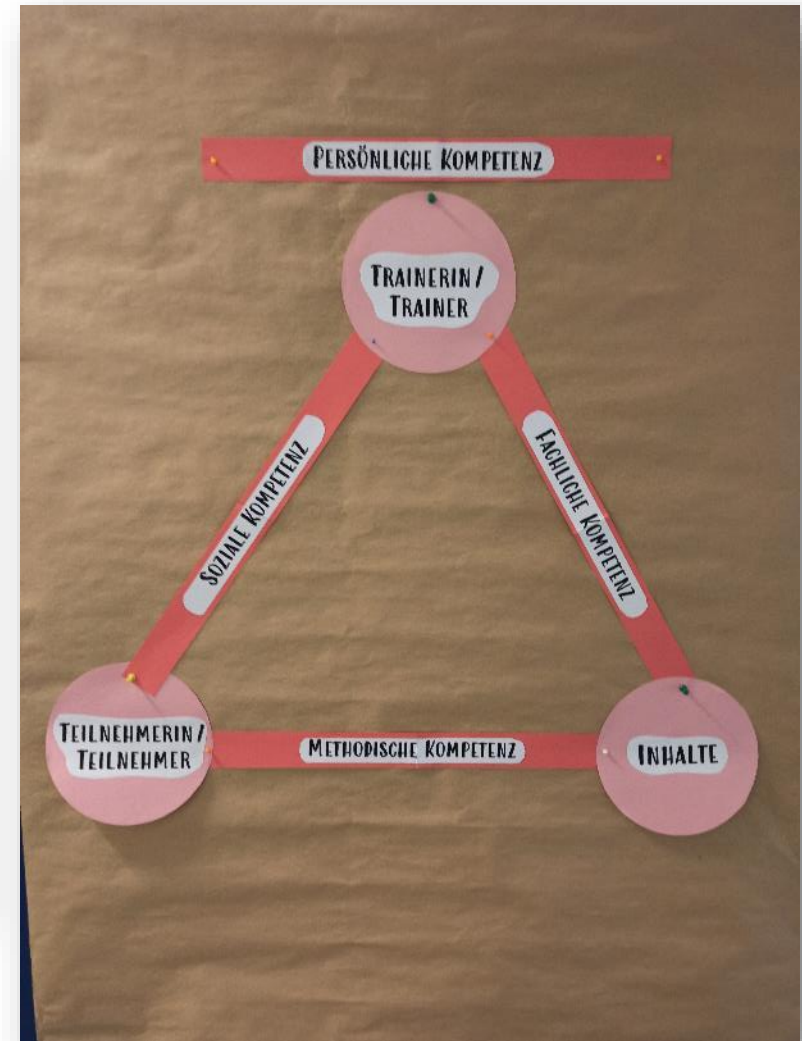 PERSÖNLICHE KOMPETENZ
TRAINERIN/
TRAINER
SOZIALE KOMPETENZ
FACHLICHE KOMPETENZ
TEILNEHMERIN/
TEILNEHMER
METHODISCHE KOMPETENZ
INHALTE